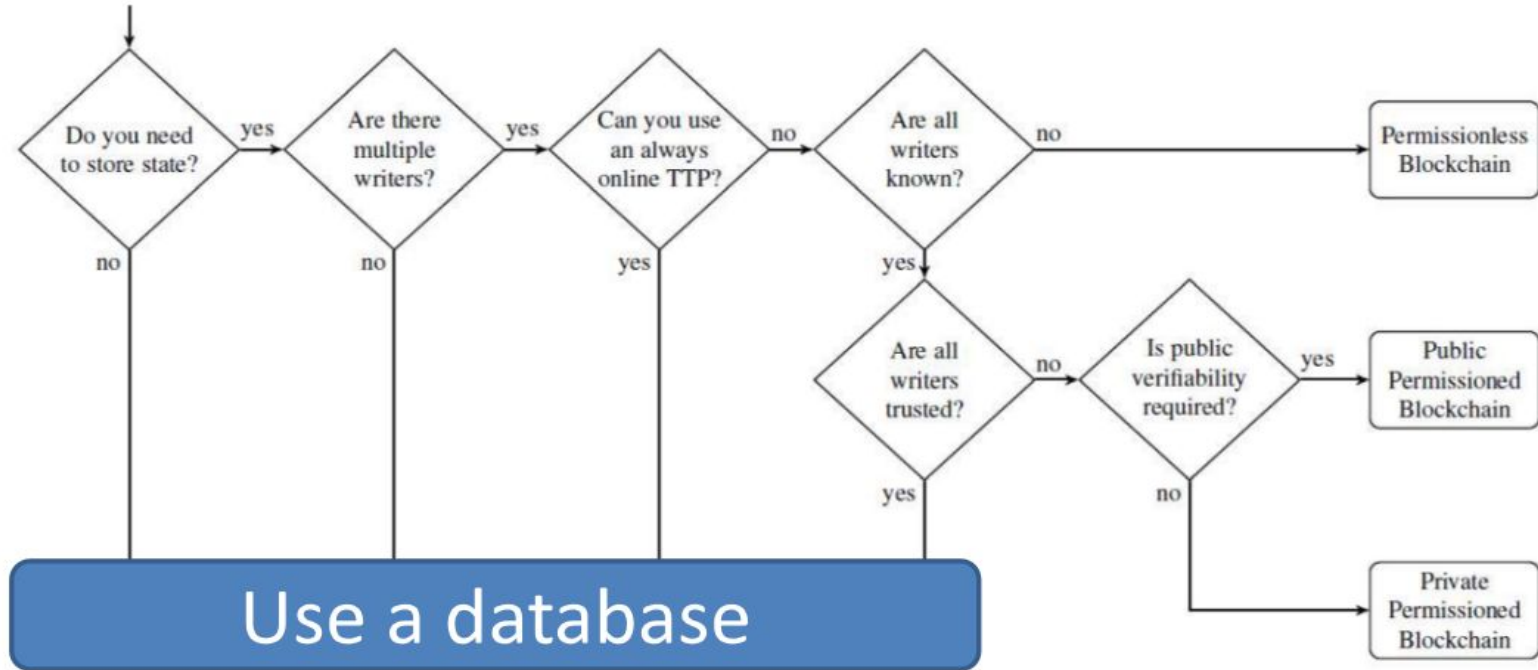 Do you need
to store state?
yes
no
Are there
multiple
writers?
yes
no
Can you use
an always
online TTP?
no
yes
Are all
writers
known?
no
yes
Permissionless
Blockchain
Are all
writers
trusted?
no
yes
Is public
verifiability
required?
yes
no
Public
Permissioned
Blockchain
Private
Permissioned
Blockchain
Use a database